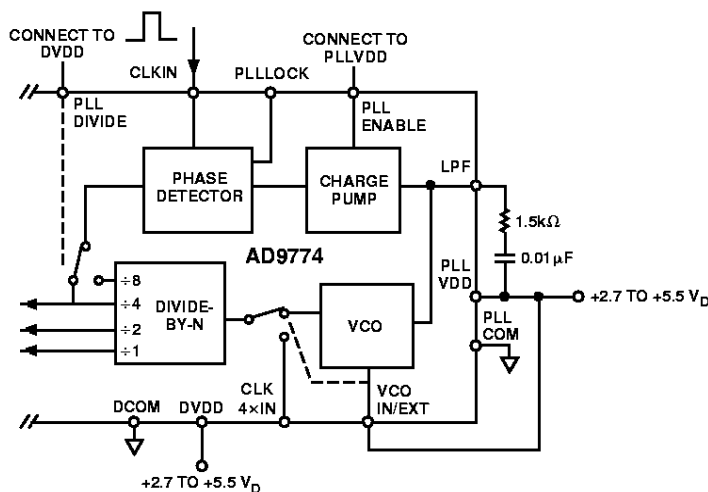 CONNECT TO
DVDD
CLKIN
PLLLOCK
CONNECT TO
PLLVDD
PLL
DIVIDE
PLL
ENABLE
PHASE
DETECTOR
CHARGE
PUMP
LPF
1.5kΩ
0.01µF
AD9774
PLL
VDD
+2.7 TO +5.5 V_D
÷8
÷4
÷2
÷1
DIVIDE-
BY-N
VCO
PLL
COM
CLK
4×IN
VCO
IN/EXT
DCOM
DVDD
+2.7 TO +5.5 V_D